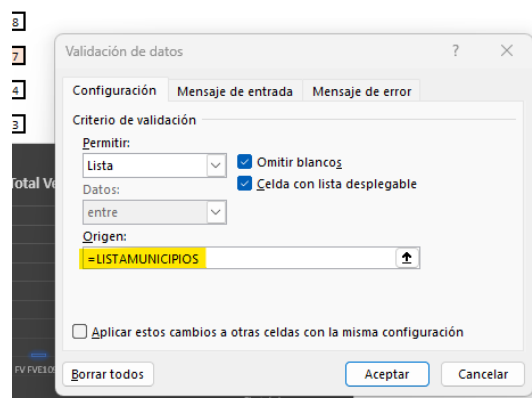 8
7
4
3
Validación de datos ?
Configuración Mensaje de entrada Mensaje de error
Criterio de validación
Permitir:
Lista Omitir blancos
Datos: Celda con lista desplegable
entre
Origen:
=LISTAMUNICIPIOS
Aplicar estos cambios a otras celdas con la misma configuración
Borrar todos Aceptar Cancelar
Total Ve
FV FVE109